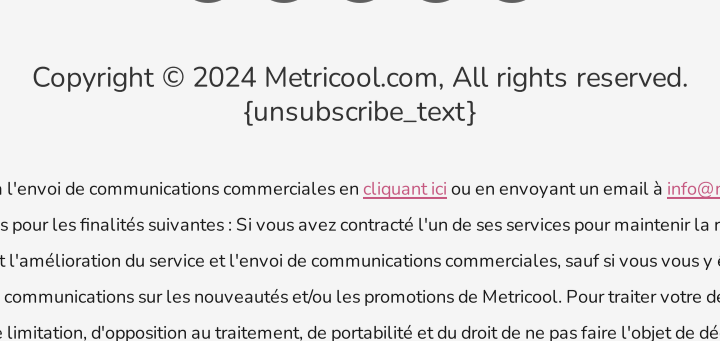 Copyright © 2024 Metricool.com, All rights reserved.
{unsubscribe_text}
l'envoi de communications commerciales en cliquant ici ou en envoyant un email à info@
pour les finalités suivantes : Si vous avez contracté l'un de ses services pour maintenir la
l'amélioration du service et l'envoi de communications commerciales, sauf si vous vous y
communications sur les nouveautés et/ou les promotions de Metricool. Pour traiter votre
limitation, d'opposition au traitement, de portabilité et du droit de ne pas faire l'objet de